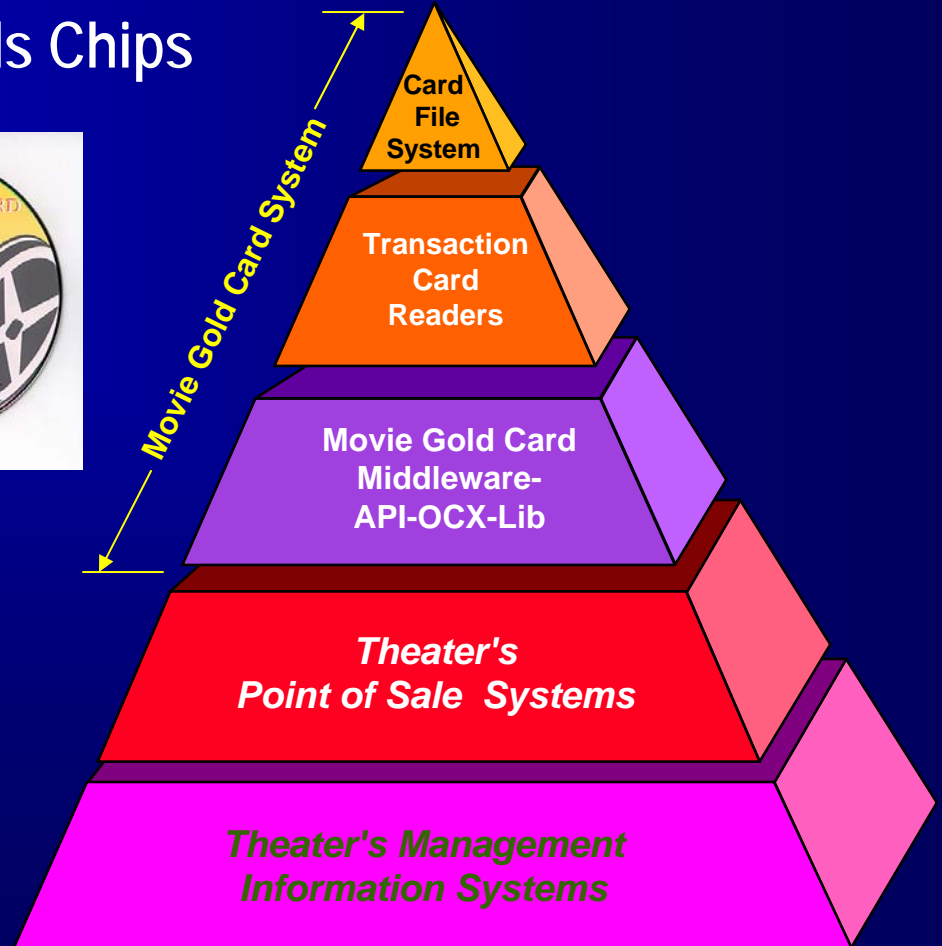 Chips
Card
File
System
Movie Gold Card System
Transaction
Card
Readers
Movie Gold Card
Middleware-
API-OCX-Lib
Theater's
Point of Sale Systems
Theater's Management
Information Systems